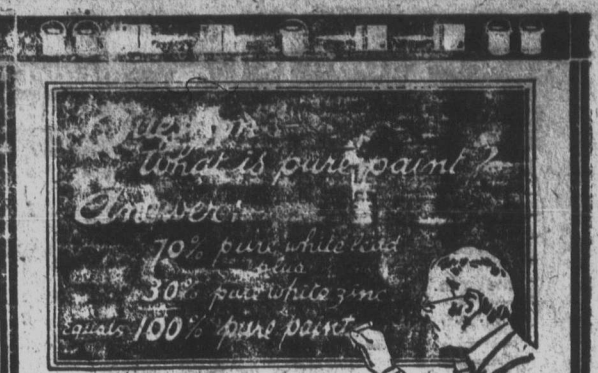 Question:-
What is pure paint?
Answer:
70% pure white lead
plus
30% pure white zinc
Equals 100% pure paint